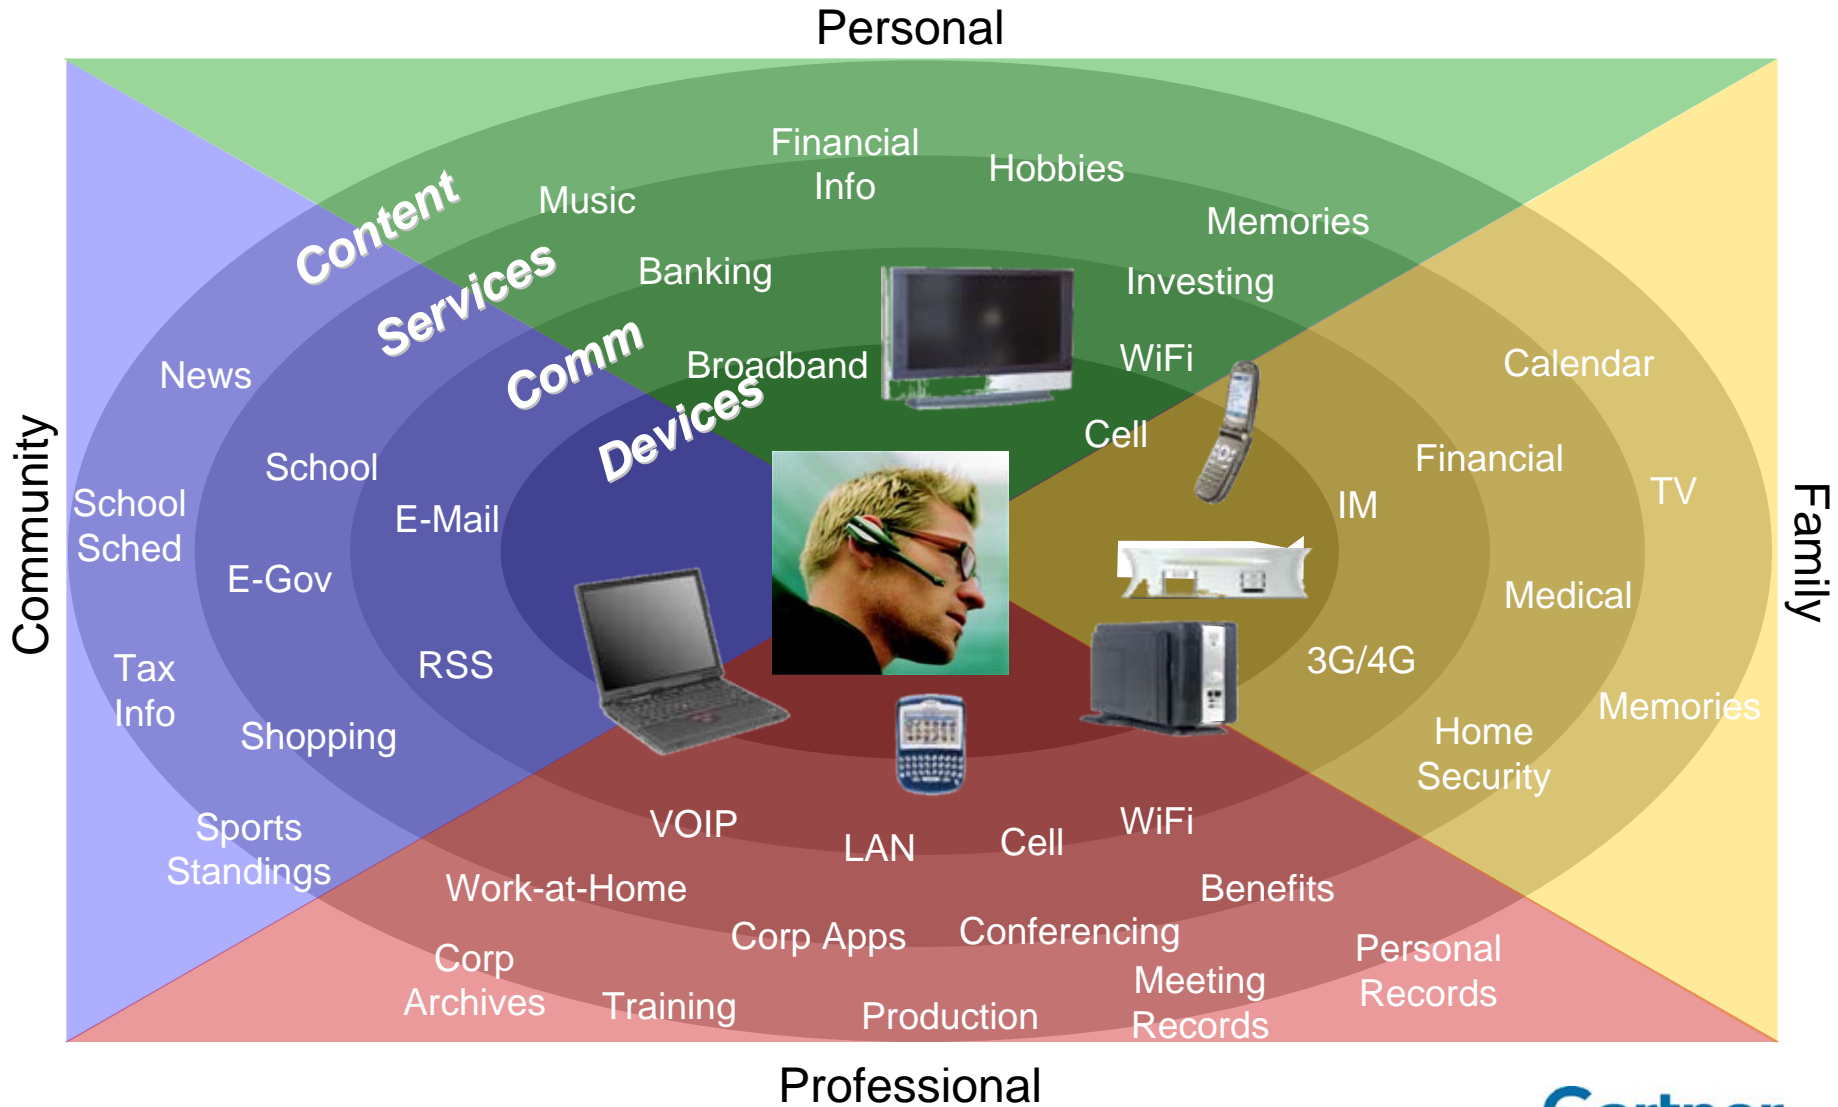 Personal
Financial
Info
Hobbies
Music
Memories
Content
Services
Banking
Investing
Comm
Broadband
WiFi
Devices
Cell
News
School
School
Sched
E-Mail
E-Gov
RSS
Tax
Info
Shopping
Sports
Standings
Community
Calendar
Financial
TV
IM
Medical
3G/4G
Memories
Home
Security
Family
VOIP
LAN
Cell
WiFi
Work-at-Home
Corp Apps
Conferencing
Benefits
Corp
Archives
Training
Production
Meeting
Records
Personal
Records
Professional
Gartner